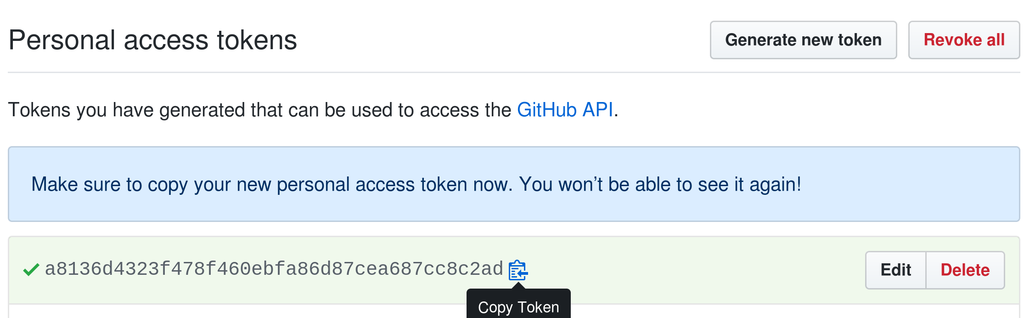 Personal access tokens
Generate new token
Revoke all
Tokens you have generated that can be used to access the GitHub API.
Make sure to copy your new personal access token now. You won’t be able to see it again!
a8136d4323f478f460ebfa86d87cea687cc8c2ad
Edit
Delete
Copy Token